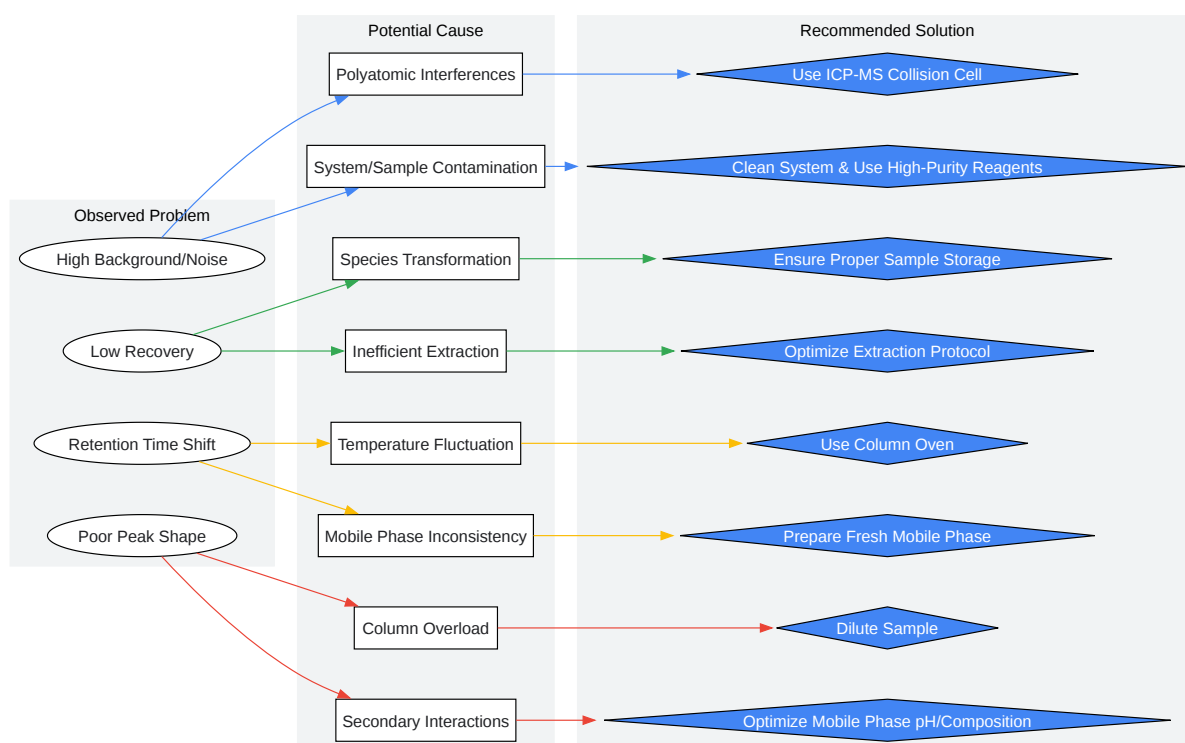 Observed Problem
High Background/Noise
Low Recovery
Retention Time Shift
Poor Peak Shape
Potential Cause
Polyatomic Interferences
System/Sample Contamination
Species Transformation
Inefficient Extraction
Temperature Fluctuation
Mobile Phase Inconsistency
Column Overload
Secondary Interactions
Recommended Solution
Use ICP-MS Collision Cell
Clean System & Use High-Purity Reagents
Ensure Proper Sample Storage
Optimize Extraction Protocol
Use Column Oven
Prepare Fresh Mobile Phase
Dilute Sample
Optimize Mobile Phase pH/Composition